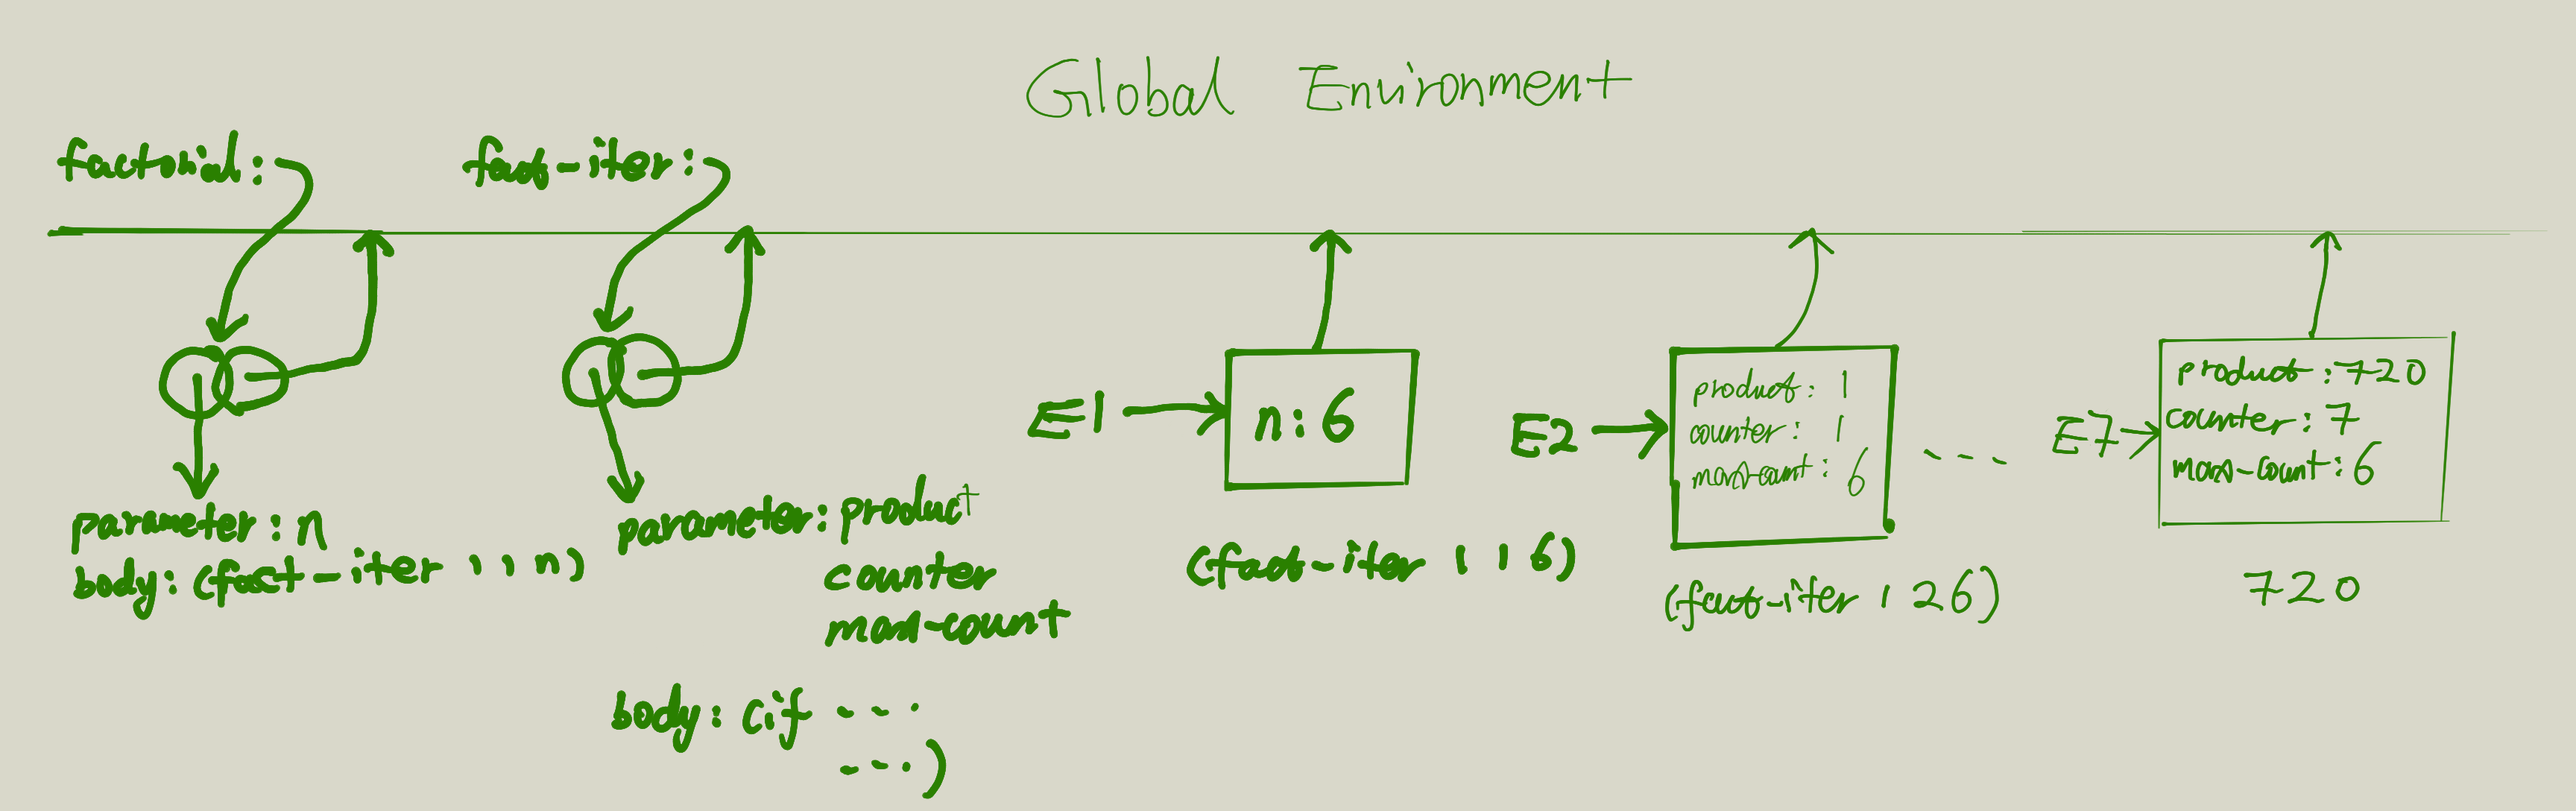 Global Environment
factorial:
fact-iter:
parameter: n
body: (fact-iter 1 1 n)
parameter: product
counter
max-count
body: (if ...
...)
E1
n: 6
(fact-iter 1 1 6)
E2
product: 1
counter: 1
max-count: 6
(fact-iter 1 2 6)
...
E7
product: 720
counter: 7
max-count: 6
720